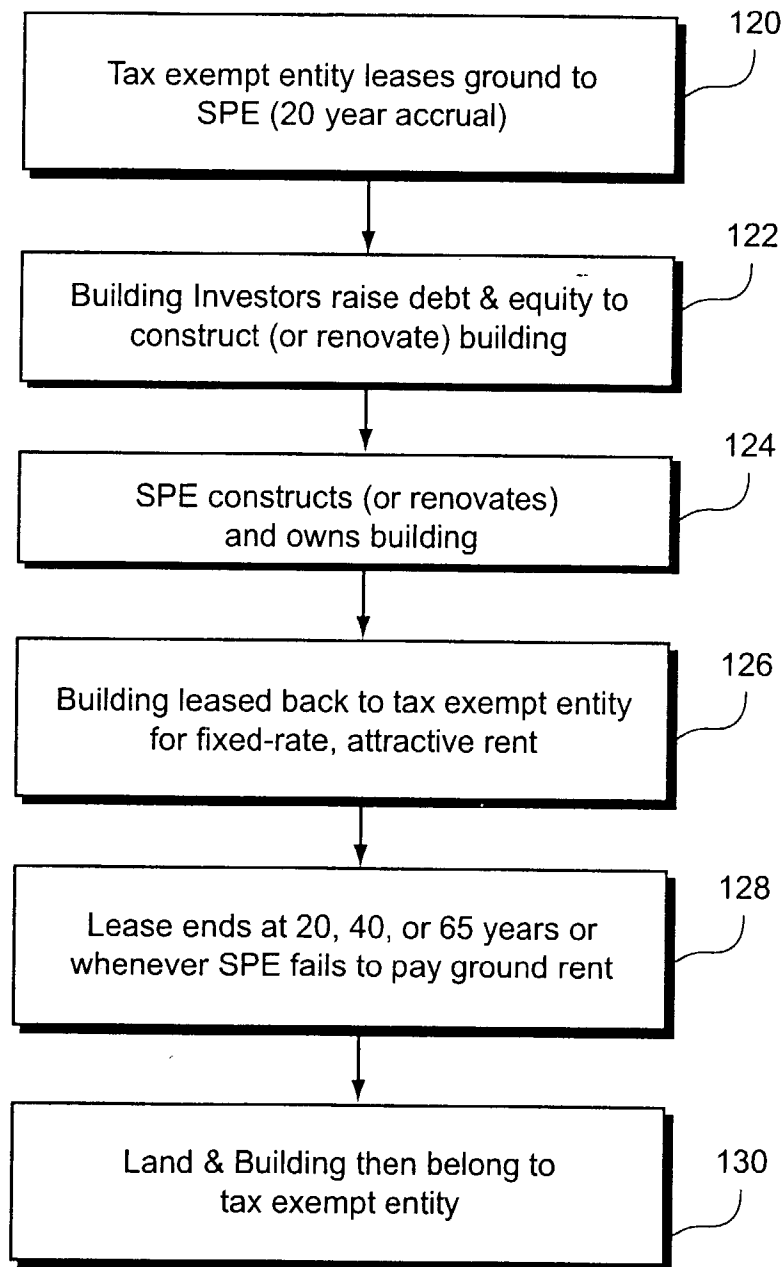 120
Tax exempt entity leases ground to
SPE (20 year accrual)
122
Building Investors raise debt & equity to
construct (or renovate) building
124
SPE constructs (or renovates)
and owns building
126
Building leased back to tax exempt entity
for fixed-rate, attractive rent
128
Lease ends at 20, 40, or 65 years or
whenever SPE fails to pay ground rent
130
Land & Building then belong to
tax exempt entity